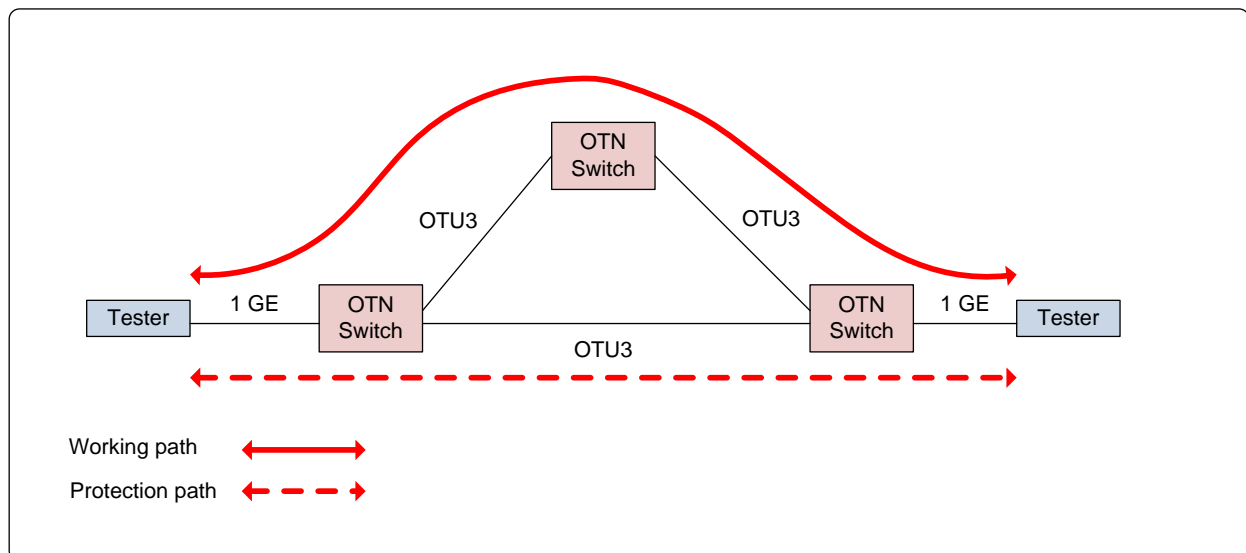 OTN
Switch
OTU3
OTU3
Tester
1 GE
OTN
Switch
OTN
Switch
1 GE
Tester
OTU3
Working path
Protection path